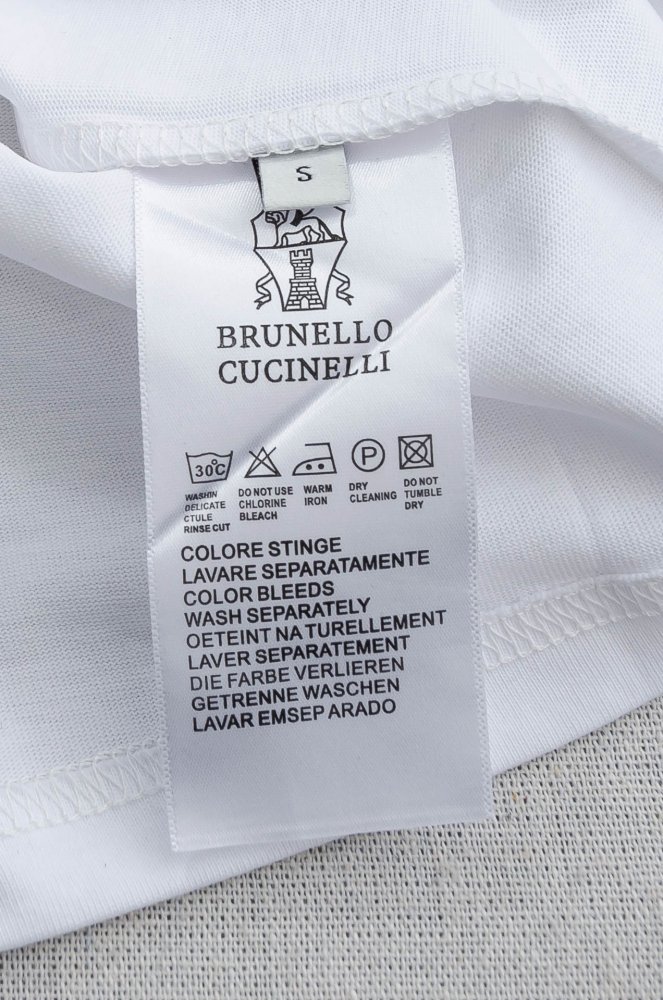 S
BRUNELLO
CUCINELLI
30°C
P
WASHIN
DELICATE
CTULE
RINSE CUT
DO NOT USE
CHLORINE
BLEACH
WARM
IRON
DRY
CLEANING
DO NOT
TUMBLE
DRY
COLORE STINGE
LAVARE SEPARATAMENTE
COLOR BLEEDS
WASH SEPARATELY
OETEINT NA TURELLEMENT
LAVER SEPARETEMENT
DIE FARBE VERLIEREN
GETRENNE WASCHEN
LAVAR EMSEP ARADO